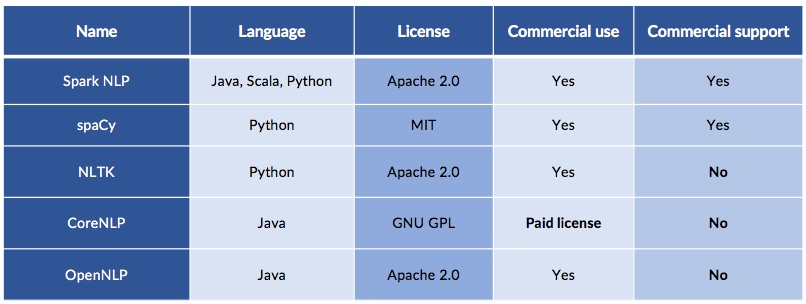 Name Language License Commercial use Commercial support
Spark NLP Java, Scala, Python Apache 2.0 Yes Yes
spaCy Python MIT Yes Yes
NLTK Python Apache 2.0 Yes No
CoreNLP Java GNU GPL Paid license No
OpenNLP Java Apache 2.0 Yes No